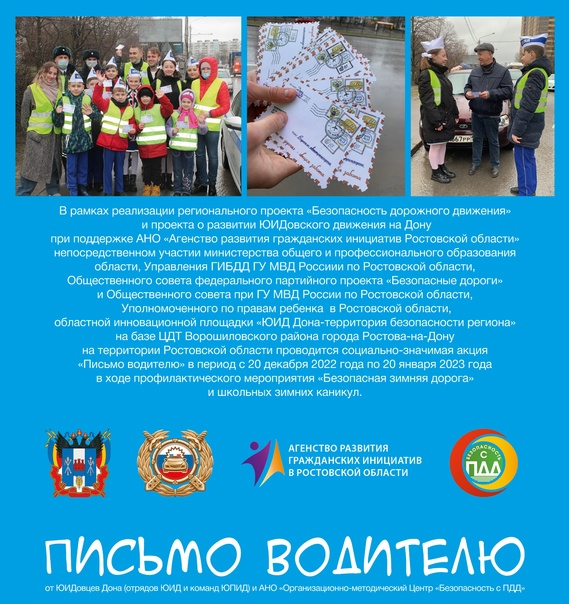 В рамках реализации регионального проекта «Безопасность дорожного движения»
и проекта о развитии ЮИДовского движения на Дону
при поддержке АНО «Агенство развития гражданских инициатив Ростовской области»
непосредственном участии министерства общего и профессионального образования
области, Управления ГИБДД ГУ МВД Росcиии по Ростовской области,
Общественного совета федерального партийного проекта «Безопасные дороги»
и Общественного совета при ГУ МВД России по Ростовской области,
Уполномоченного по правам ребенка в Ростовской области,
областной инновационной площадки «ЮИД Дона-территория безопасности региона»
на базе ЦДТ Ворошиловского района города Ростова-на-Дону
на территории Ростовской области проводится социально-значимая акция
«Письмо водителю» в период с 20 декабря 2022 года по 20 января 2023 года
в ходе профилактического мероприятия «Безопасная зимняя дорога»
и школьных зимних каникул.
АГЕНСТВО РАЗВИТИЯ
ГРАЖДАНСКИХ ИНИЦИАТИВ
В РОСТОВСКОЙ ОБЛАСТИ
БЕЗОПАСНОСТЬ
С
ПДД
ПИСЬМО ВОДИТЕЛЮ
от ЮИДовцев Дона (отрядов ЮИД и команд ЮПИД) и АНО «Организационно-методический Центр «Безопасность с ПДД»